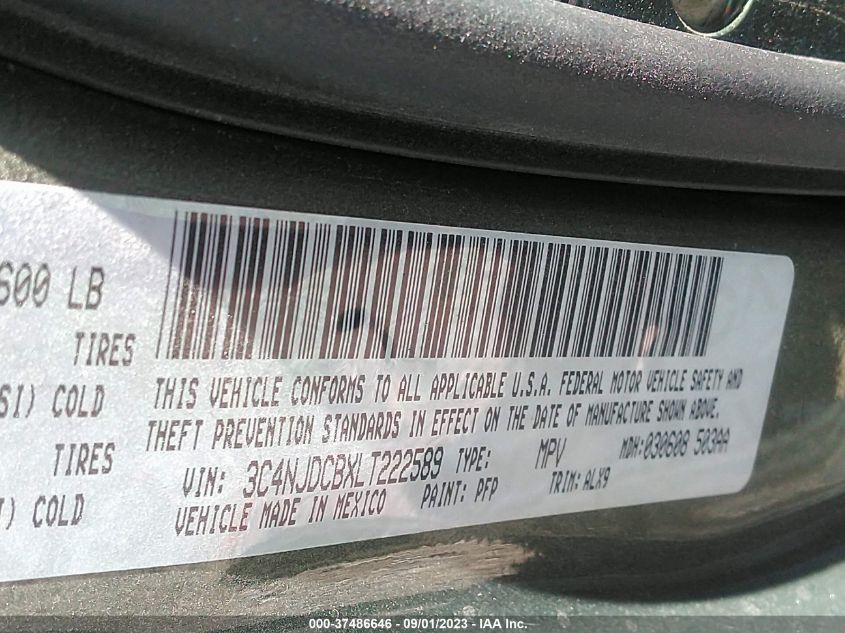 600 LB
TIRES
SI) COLD
TIRES
I) COLD
THIS VEHICLE CONFORMS TO ALL APPLICABLE U.S.A. FEDERAL MOTOR VEHICLE SAFETY AND
THEFT PREVENTION STANDARDS IN EFFECT ON THE DATE OF MANUFACTURE SHOWN ABOVE.
VIN: 3C4NJDCBXLT222589 TYPE: MPV MDH: 030608 503AA
VEHICLE MADE IN MEXICO PAINT: PFP TRIM: ALX9
000-37486646 - 09/01/2023 - IAA Inc.